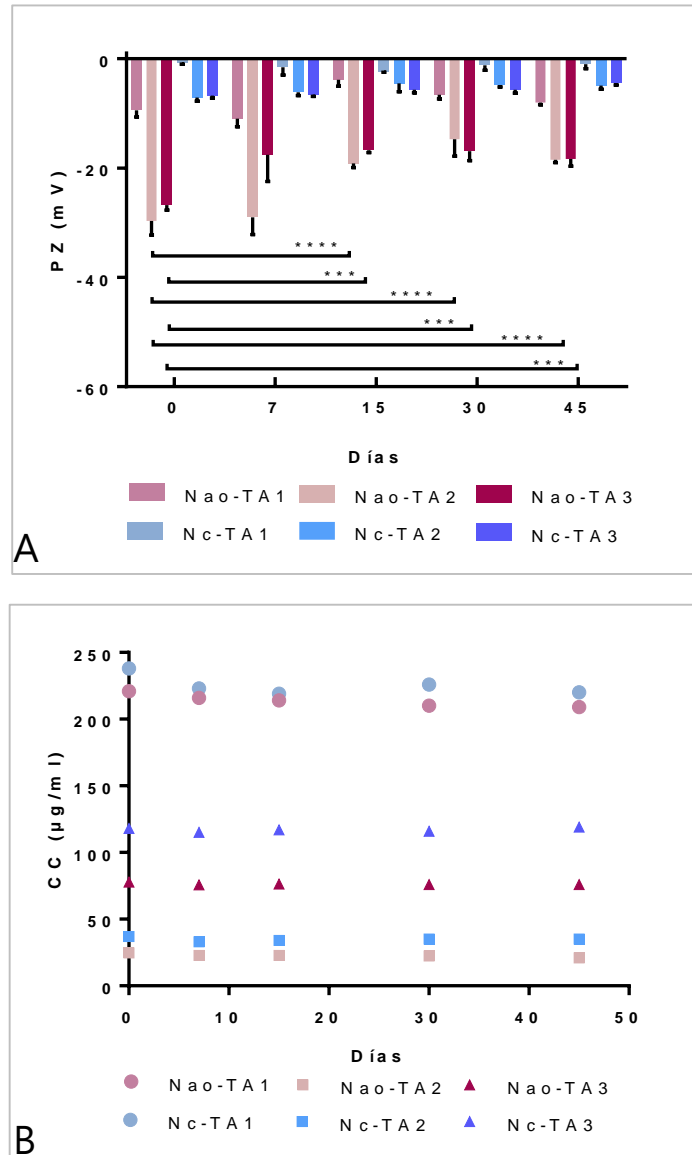 0
-20
-40
-60
PZ (mV)
****
***
****
***
****
***
0 7 15 30 45
Días
Nao-TA1 Nao-TA2 Nao-TA3
Nc-TA1 Nc-TA2 Nc-TA3
A
250
200
150
100
50
0
CC (µg/ml)
0 10 20 30 40 50
Días
Nao-TA1 Nao-TA2 Nao-TA3
Nc-TA1 Nc-TA2 Nc-TA3
B